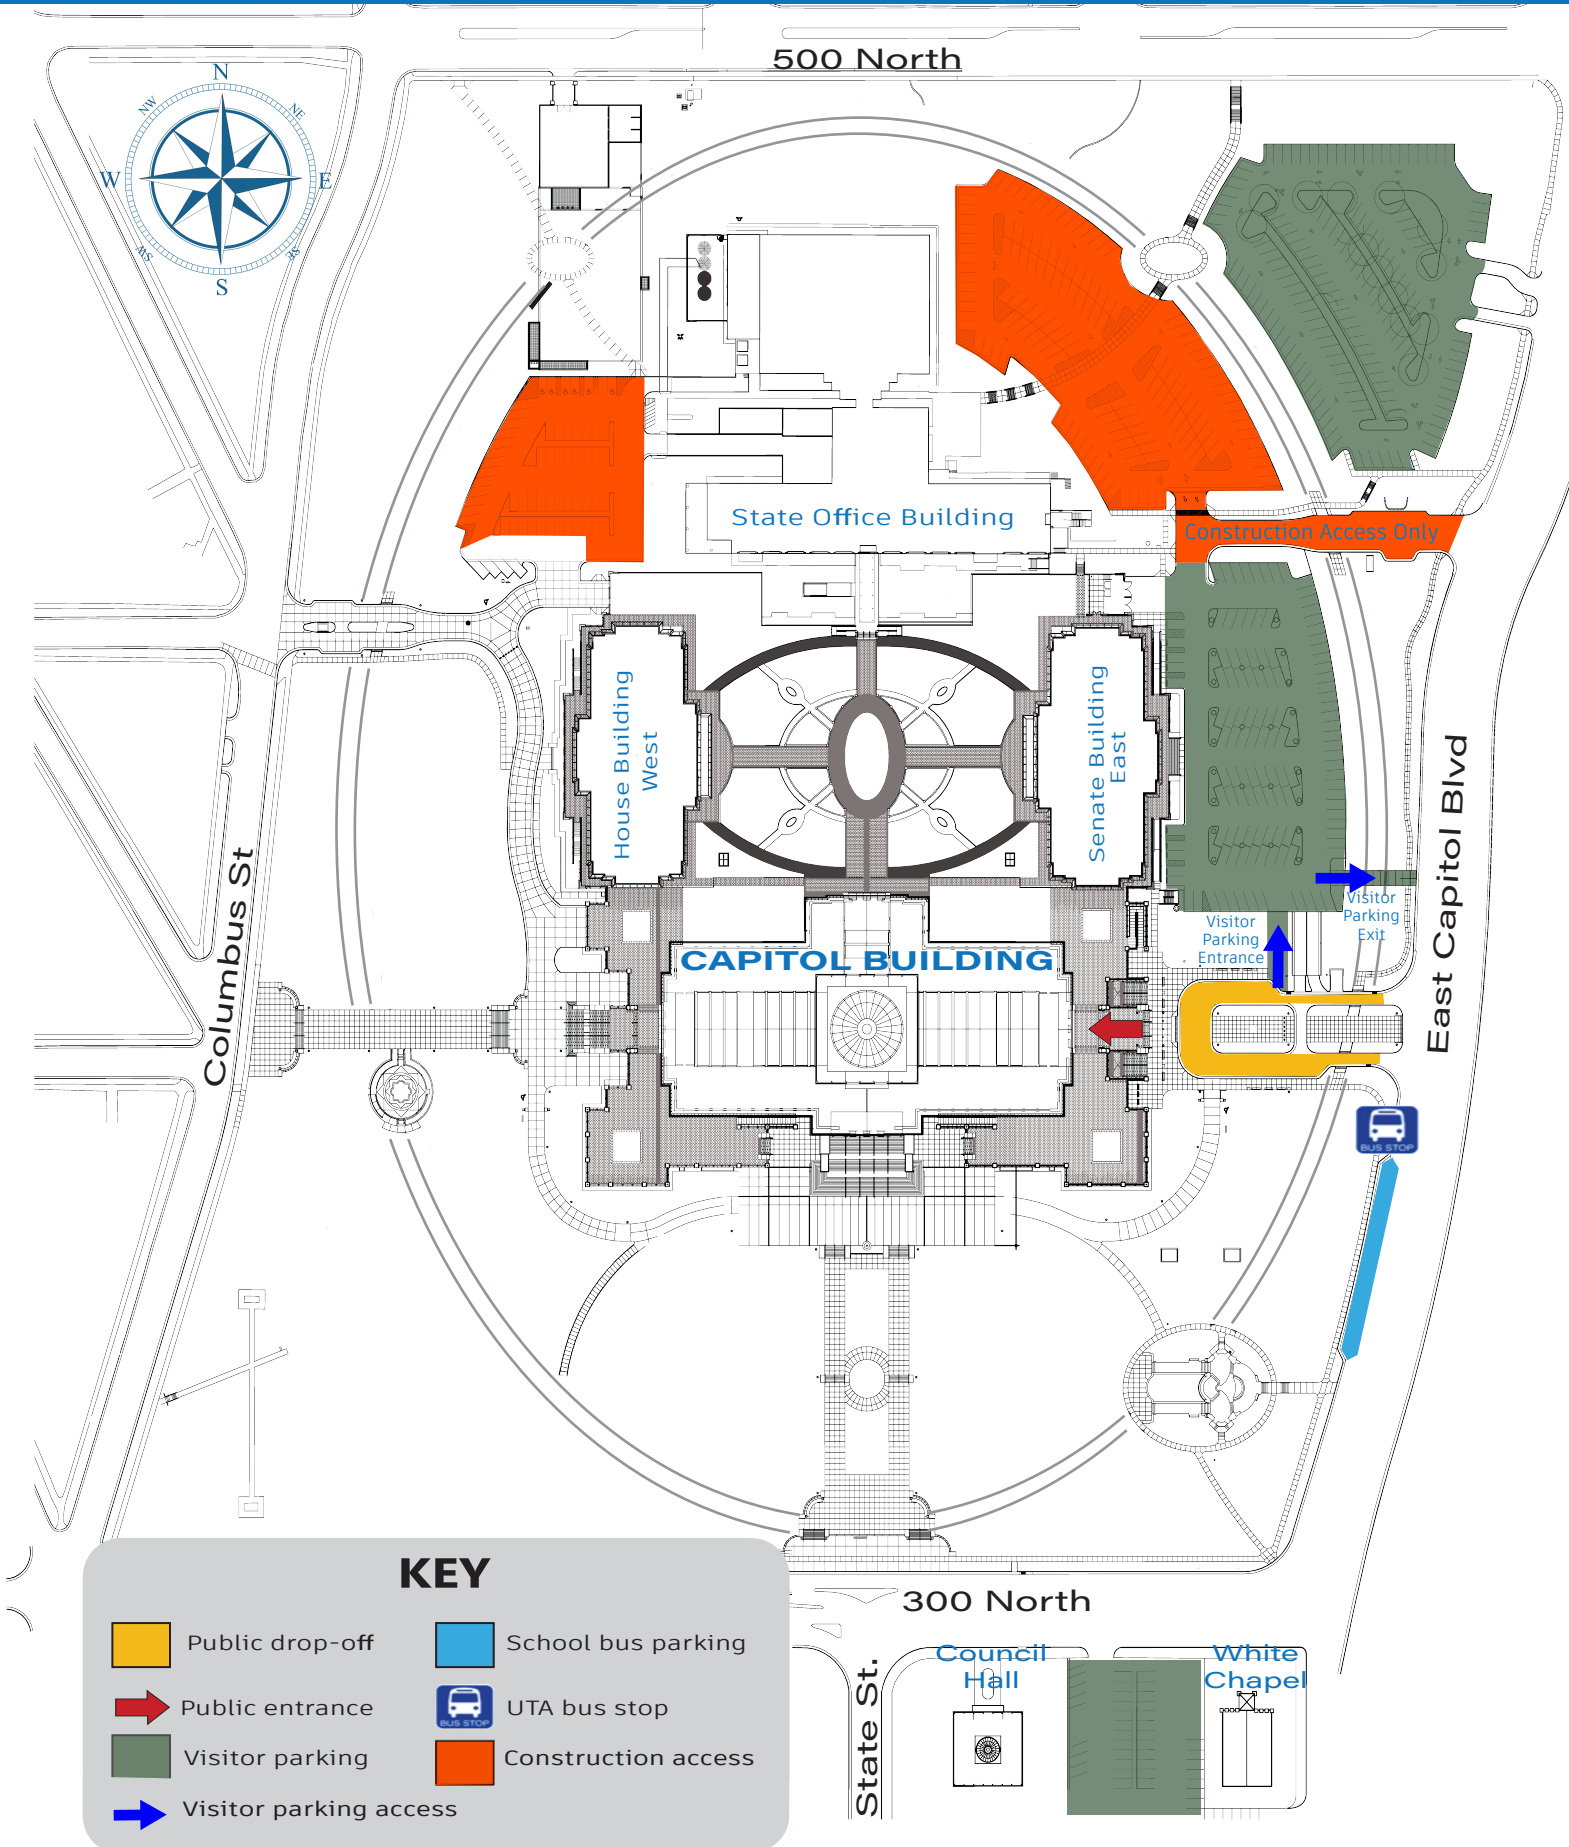 500 North
N
NW
NE
W
E
SW
SE
S
State Office Building
Construction Access Only
House Building
West
Senate Building
East
East Capitol Blvd
Columbus St
Visitor
Parking
Exit
Visitor
Parking
Entrance
CAPITOL BUILDING
BUS STOP
300 North
State St.
Council
Hall
White
Chapel
KEY
Public drop-off
School bus parking
Public entrance
BUS STOP
UTA bus stop
Visitor parking
Construction access
Visitor parking access